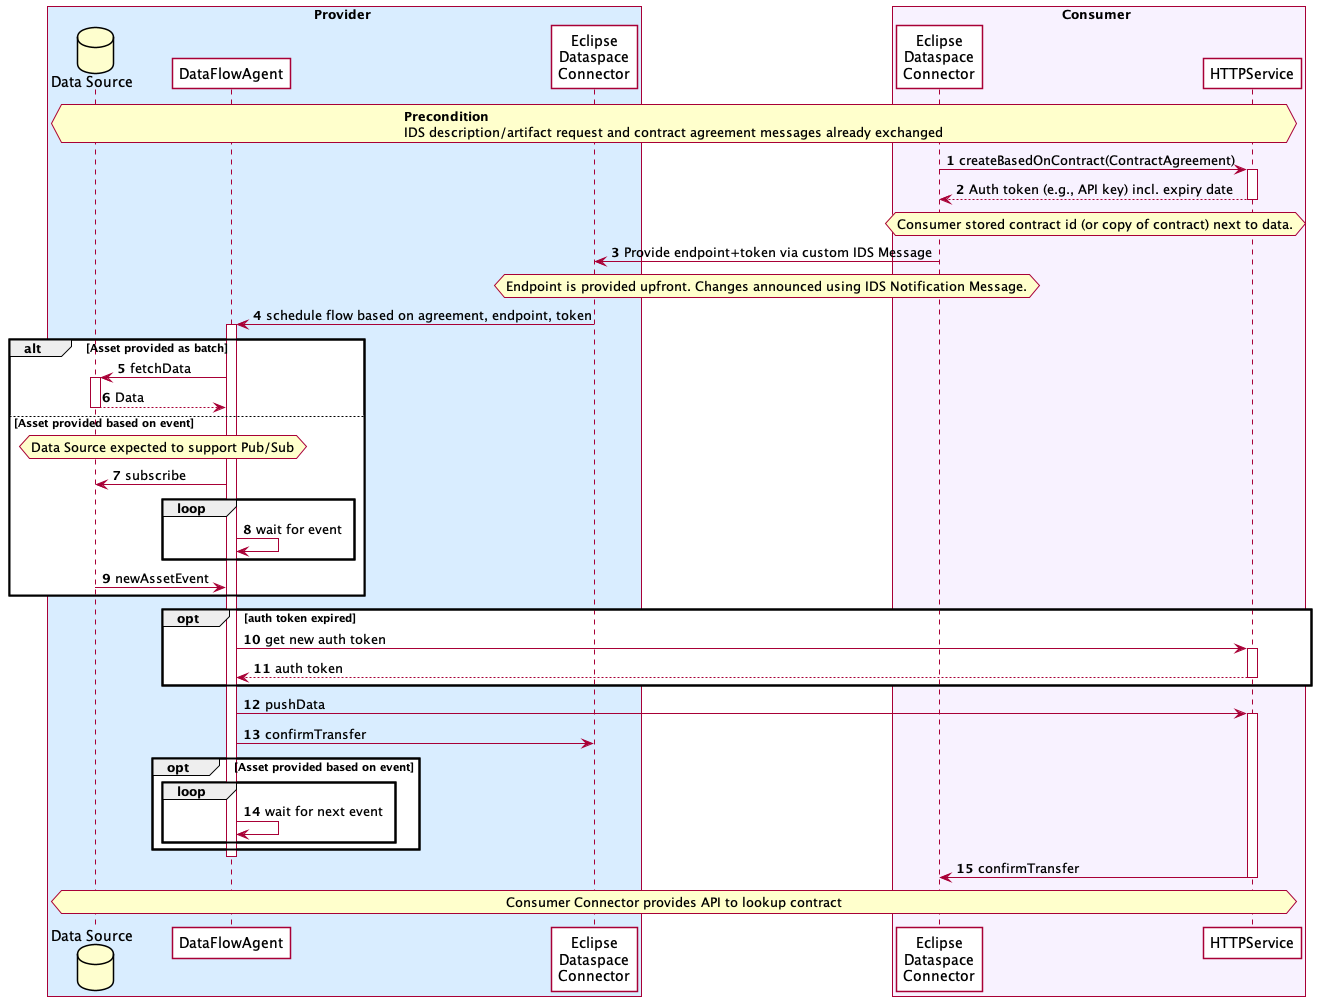 Provider
Consumer
Data Source
DataFlowAgent
Eclipse
Dataspace
Connector
Eclipse
Dataspace
Connector
HTTPService
Precondition
IDS description/artifact request and contract agreement messages already exchanged
1 createBasedOnContract(ContractAgreement)
2 Auth token (e.g., API key) incl. expiry date
Consumer stored contract id (or copy of contract) next to data.
3 Provide endpoint+token via custom IDS Message
Endpoint is provided upfront. Changes announced using IDS Notification Message.
4 schedule flow based on agreement, endpoint, token
alt [Asset provided as batch]
5 fetchData
6 Data
[Asset provided based on event]
Data Source expected to support Pub/Sub
7 subscribe
loop
8 wait for event
9 newAssetEvent
opt [auth token expired]
10 get new auth token
11 auth token
12 pushData
13 confirmTransfer
opt [Asset provided based on event]
loop
14 wait for next event
15 confirmTransfer
Consumer Connector provides API to lookup contract
Data Source
DataFlowAgent
Eclipse
Dataspace
Connector
Eclipse
Dataspace
Connector
HTTPService